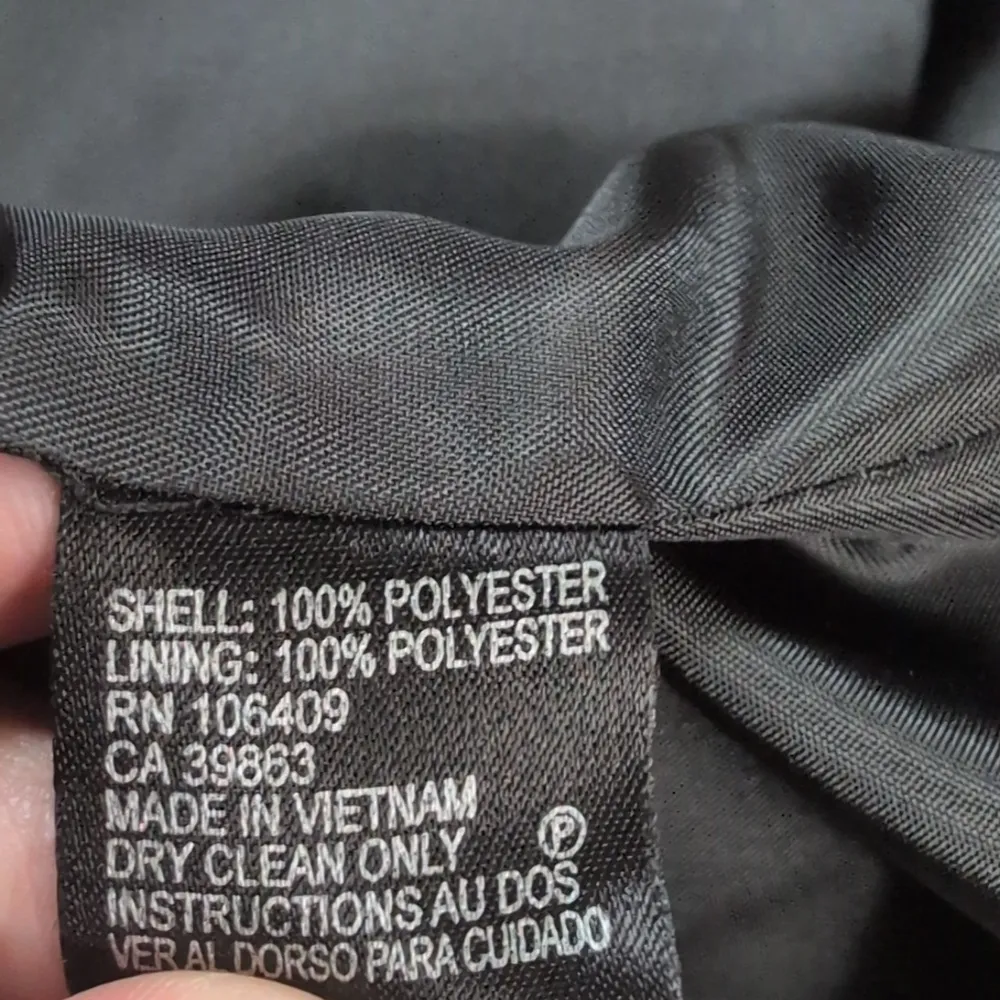 SHELL: 100% POLYESTER
LINING: 100% POLYESTER
RN 106409
CA 39863
MADE IN VIETNAM
DRY CLEAN ONLY Ⓟ
INSTRUCTIONS AU DOS
VER AL DORSO PARA CUIDADO